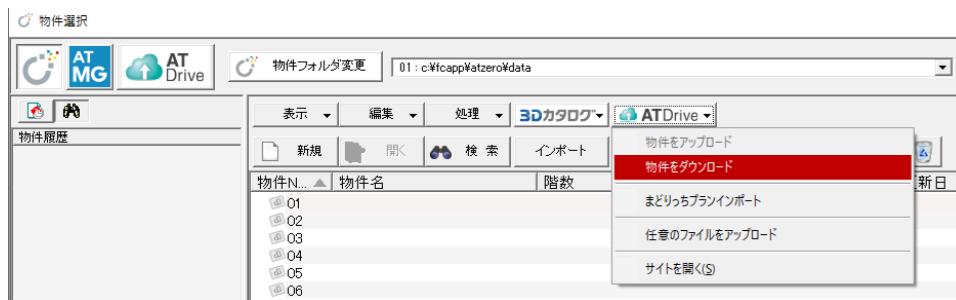 物件選択
AT MG
AT Drive
物件フォルダ変更
01 : c:¥fcapp¥atzero¥data
表示
編集
処理
3Dカタログ
ATDrive
物件履歴
新規
開く
検 索
インポート
物件をアップロード
物件をダウンロード
まどりっちプランインポート
任意のファイルをアップロード
サイトを開く(S)
物件N...
物件名
階数
新日
01
02
03
04
05
06